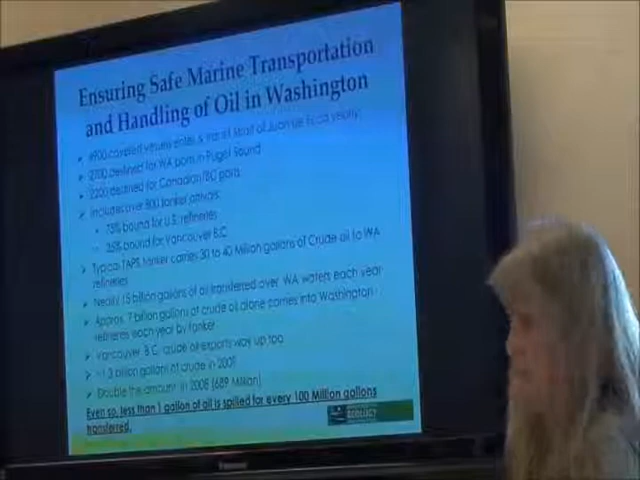 Ensuring Safe Marine Transportation
and Handling of Oil in Washington
6900 covered vessels enter & transit Strait of Juan de Fuca yearly
2700 destined for WA ports in Puget Sound
2200 destined for Canadian/BC ports
Includes over 800 tanker arrivals:
75% bound for U.S. refineries
25% bound for Vancouver B.C.
Typical TAPS tanker carries 30 to 40 Million gallons of Crude oil to WA
refineries
Nearly 15 billion gallons of oil transferred over WA waters each year
Approx. 7 billion gallons of crude oil alone comes into Washington
refineries each year by tanker
Vancouver B.C. crude oil exports way up too
billion gallons of crude in 2009
Double the amount in 2008 (689 Million)
Even so, less than 1 gallon of oil is spilled for every 100 Million gallons
transferred.
ECOLOGY